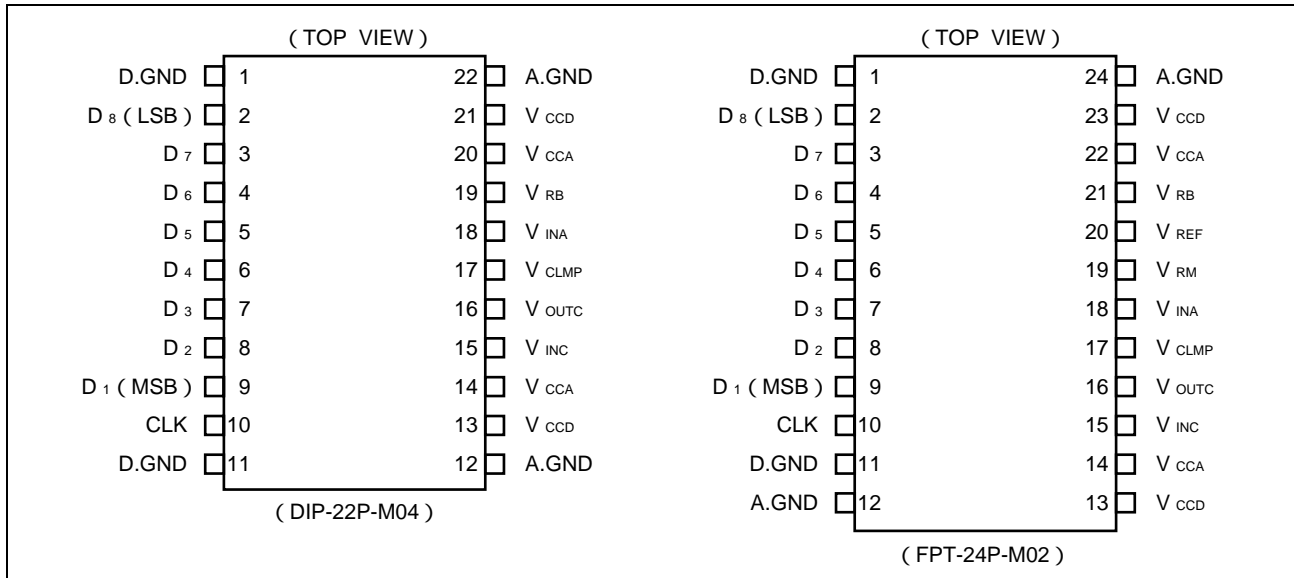 ( TOP VIEW )
D.GND 1 22 A.GND
D 8 ( LSB ) 2 21 V CCD
D 7 3 20 V CCA
D 6 4 19 V RB
D 5 5 18 V INA
D 4 6 17 V CLMP
D 3 7 16 V OUTC
D 2 8 15 V INC
D 1 ( MSB ) 9 14 V CCA
CLK 10 13 V CCD
D.GND 11 12 A.GND
( DIP-22P-M04 )
( TOP VIEW )
D.GND 1 24 A.GND
D 8 ( LSB ) 2 23 V CCD
D 7 3 22 V CCA
D 6 4 21 V RB
D 5 5 20 V REF
D 4 6 19 V RM
D 3 7 18 V INA
D 2 8 17 V CLMP
D 1 ( MSB ) 9 16 V OUTC
CLK 10 15 V INC
D.GND 11 14 V CCA
A.GND 12 13 V CCD
( FPT-24P-M02 )